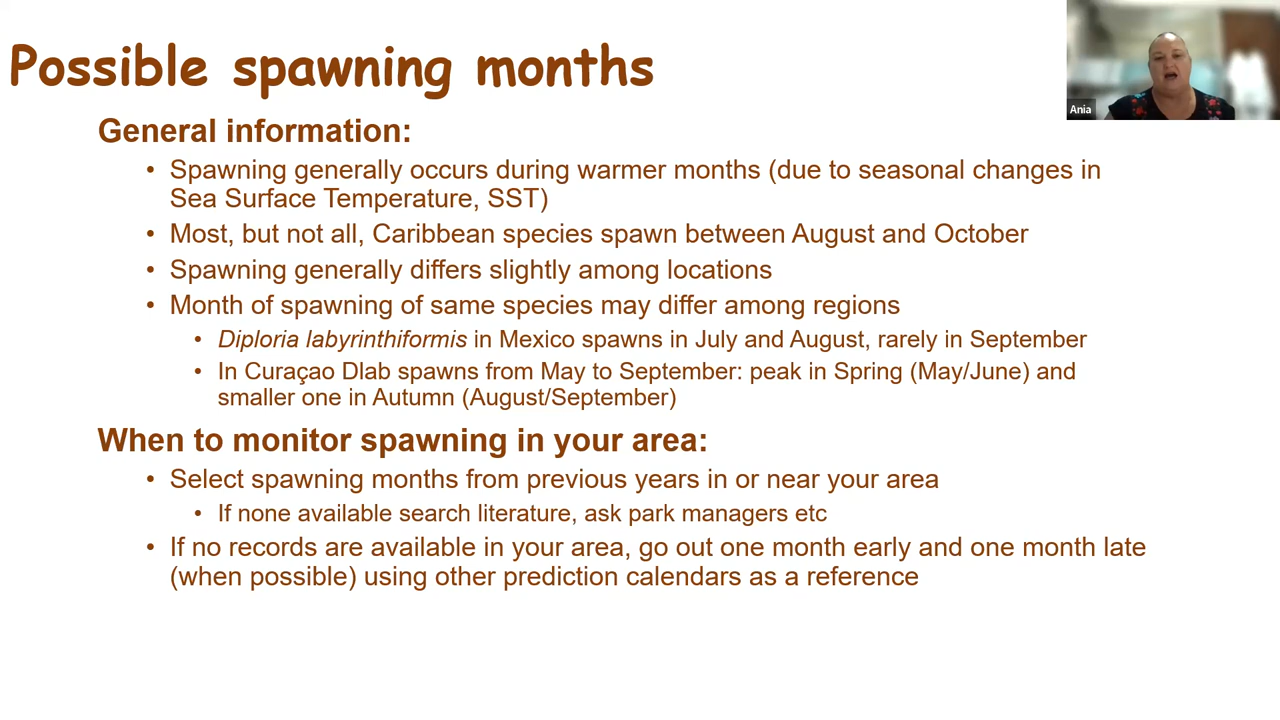 Possible spawning months
Ania
General information:
• Spawning generally occurs during warmer months (due to seasonal changes in
Sea Surface Temperature, SST)
• Most, but not all, Caribbean species spawn between August and October
• Spawning generally differs slightly among locations
• Month of spawning of same species may differ among regions
• Diploria labyrinthiformis in Mexico spawns in July and August, rarely in September
• In Curaçao Dlab spawns from May to September: peak in Spring (May/June) and
smaller one in Autumn (August/September)
When to monitor spawning in your area:
• Select spawning months from previous years in or near your area
• If none available search literature, ask park managers etc
• If no records are available in your area, go out one month early and one month late
(when possible) using other prediction calendars as a reference